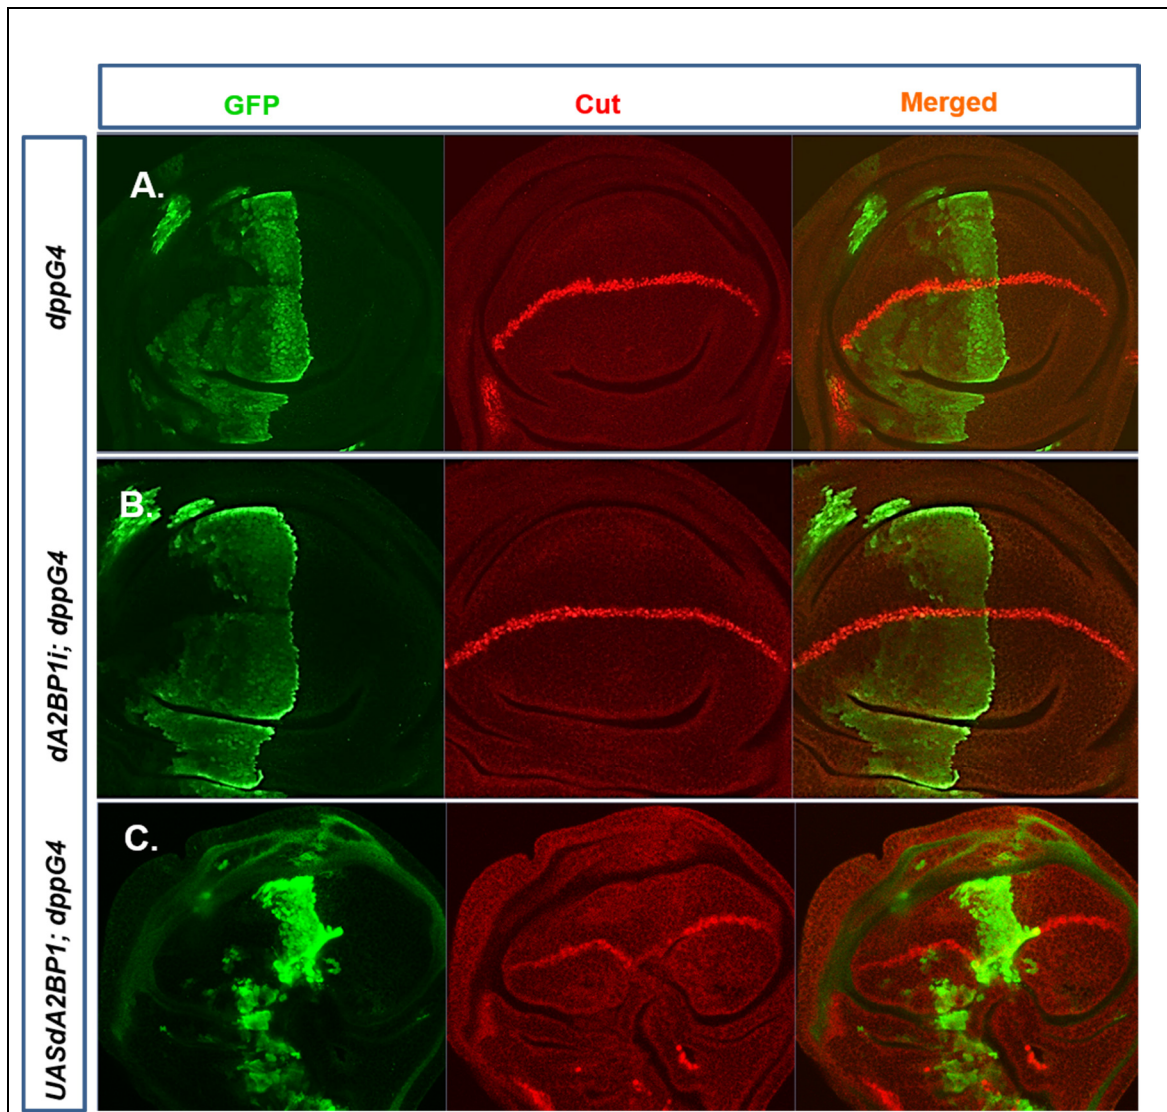 GFP
Cut
Merged
dppG4
A.
dA2BP1i; dppG4
B.
UASdA2BP1; dppG4
C.